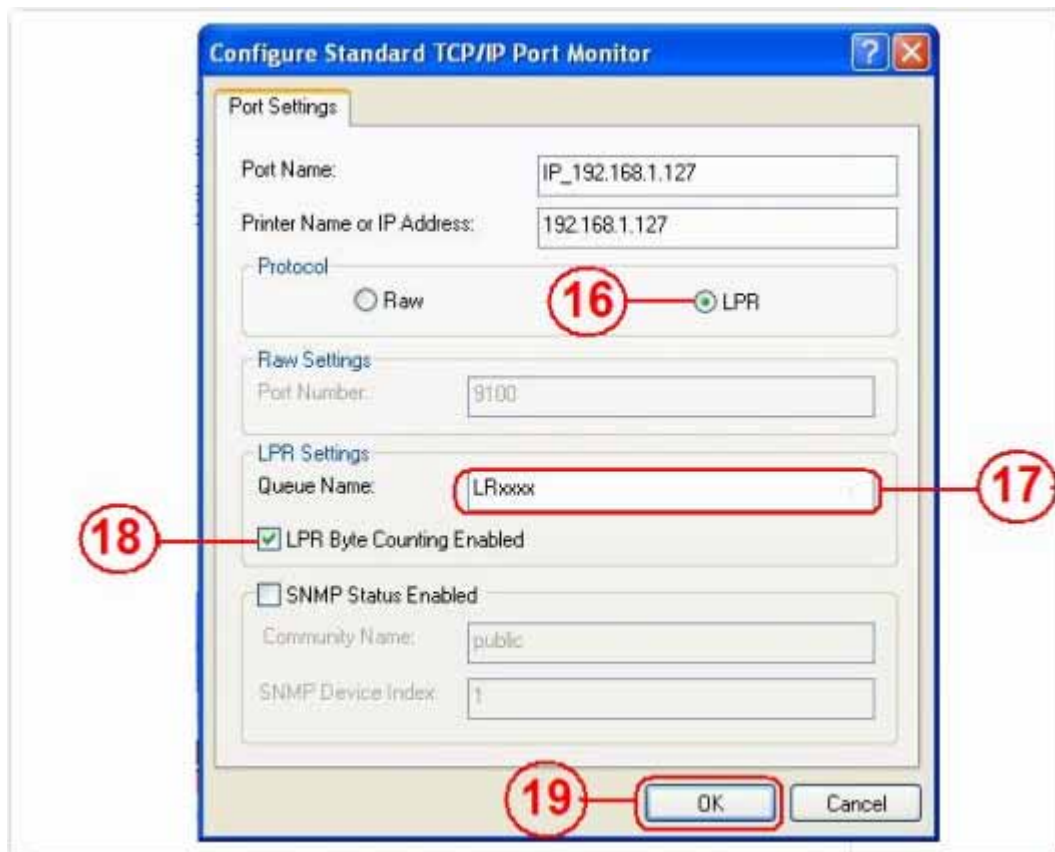 Configure Standard TCP/IP Port Monitor
Port Settings
Port Name: IP_192.168.1.127
Printer Name or IP Address: 192.168.1.127
Protocol
Raw 16 LPR
Raw Settings
Port Number: 9100
LPR Settings
Queue Name: LRxxxx 17
18 LPR Byte Counting Enabled
SNMP Status Enabled
Community Name: public
SNMP Device Index 1
19 OK Cancel